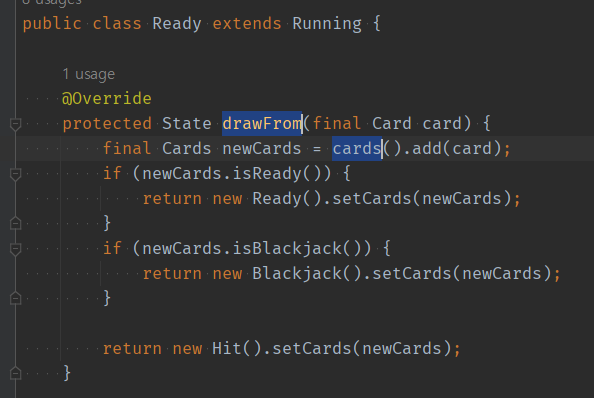 8 usages
public class Ready extends Running {
1 usage
@Override
protected State drawFrom(final Card card) {
final Cards newCards = cards().add(card);
if (newCards.isReady()) {
return new Ready().setCards(newCards);
}
if (newCards.isBlackjack()) {
return new Blackjack().setCards(newCards);
}
return new Hit().setCards(newCards);
}